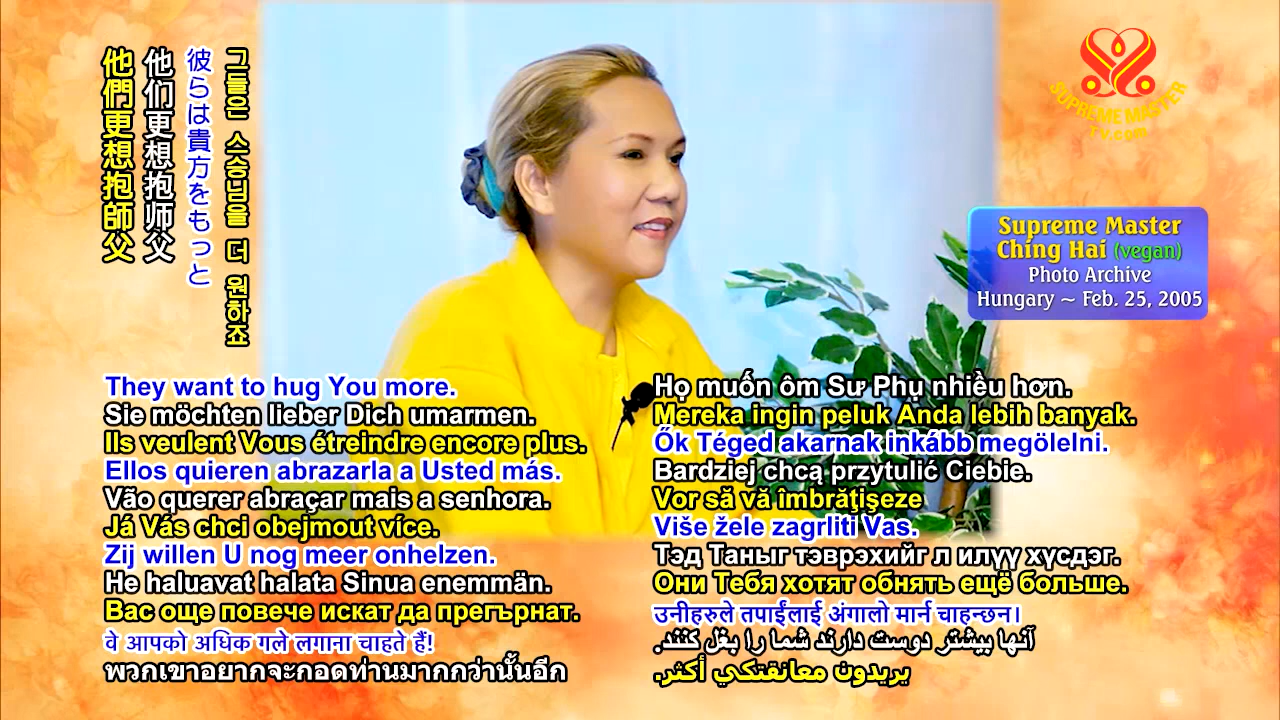 他們更想抱師父
他们更想抱师父
彼らは貴方をもっと
그들은 스승님을 더 원하죠
SUPREME MASTER
TV.com
Supreme Master
Ching Hai (vegan)
Photo Archive
Hungary ~ Feb. 25, 2005
They want to hug You more.
Sie möchten lieber Dich umarmen.
Ils veulent Vous étreindre encore plus.
Ellos quieren abrazarla a Usted más.
Vão querer abraçar mais a senhora.
Já Vás chci obejmout více.
Zij willen U nog meer onhelzen.
He haluavat halata Sinua enemmän.
Вас още повече искат да прегърнат.
वे आपको अधिक गले लगाना चाहते हैं!
พวกเขาอยากจะกอดท่านมากกว่านั้นอีก
Họ muốn ôm Sư Phụ nhiều hơn.
Mereka ingin peluk Anda lebih banyak.
Ők Téged akarnak inkább megölelni.
Bardziej chcą przytulić Ciebie.
Vor să vă îmbrăţişeze
Više žele zagrliti Vas.
Тэд Таныг тэврэхийг л илүү хүсдэг.
Они Тебя хотят обнять ещё больше.
उनीहरुले तपाईंलाई अंगालो मार्न चाहन्छन।
آنها بیشتر دوست دارند شما را بغل کنند.
يريدون معانقتكي أكثر.